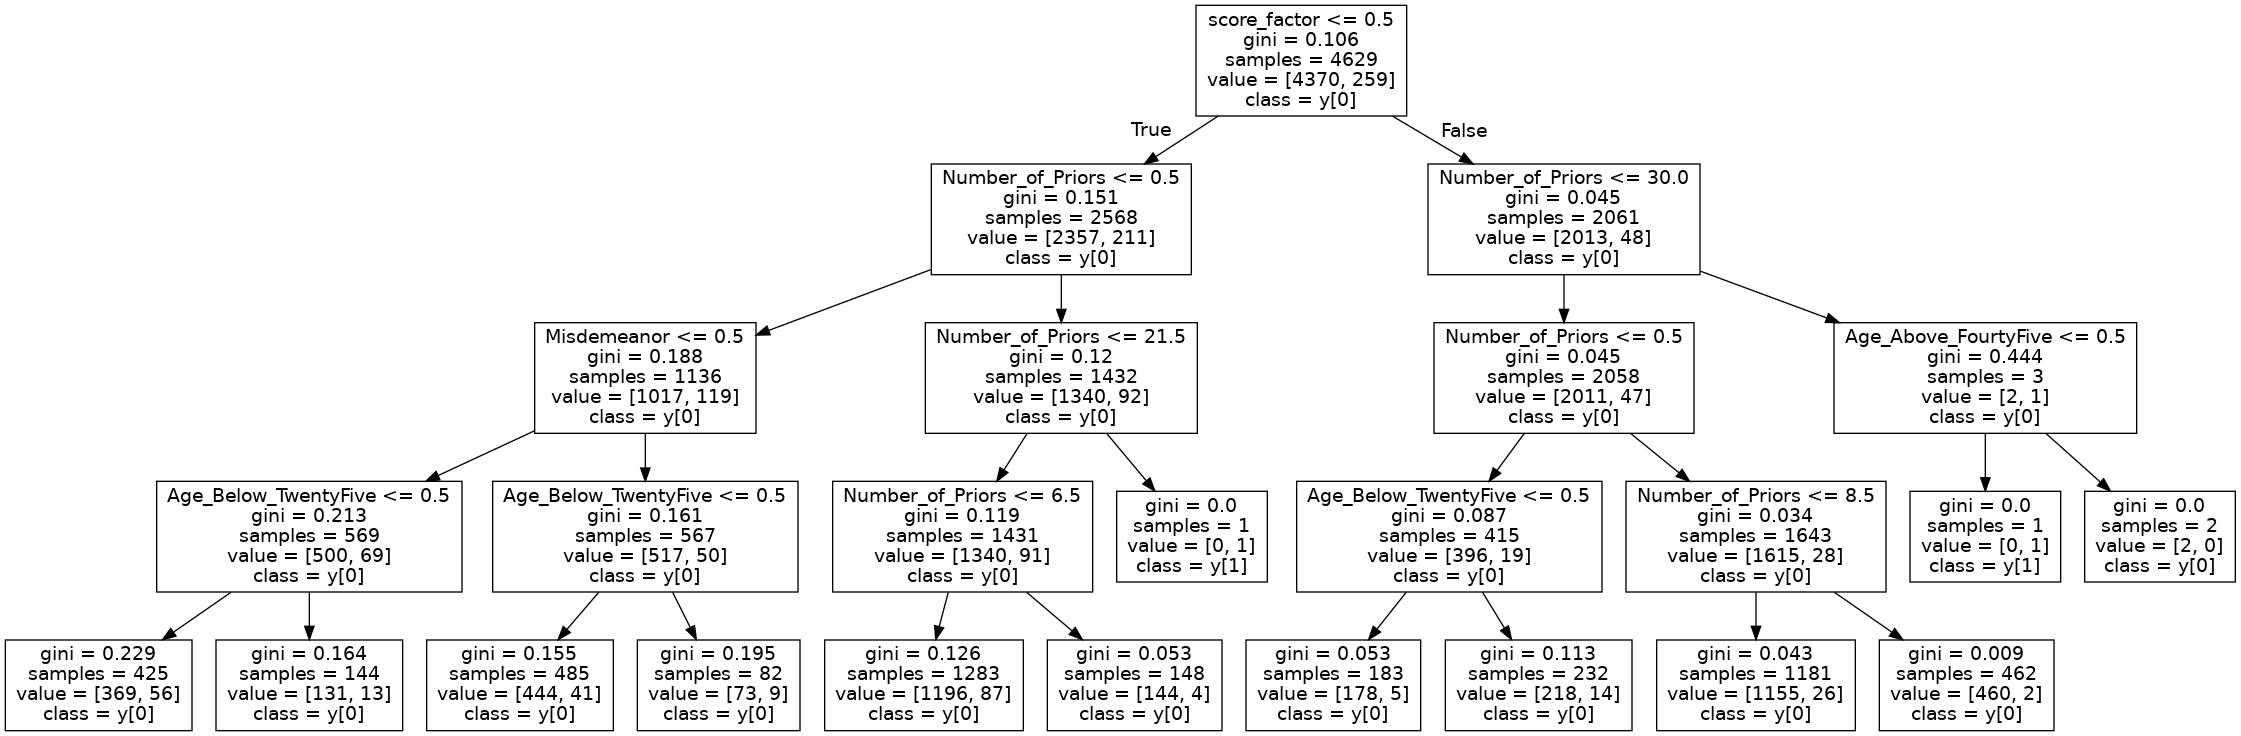 score_factor <= 0.5
gini = 0.106
samples = 4629
value = [4370, 259]
class = y[0]
True
False
Number_of_Priors <= 0.5
gini = 0.151
samples = 2568
value = [2357, 211]
class = y[0]
Number_of_Priors <= 30.0
gini = 0.045
samples = 2061
value = [2013, 48]
class = y[0]
Misdemeanor <= 0.5
gini = 0.188
samples = 1136
value = [1017, 119]
class = y[0]
Number_of_Priors <= 21.5
gini = 0.12
samples = 1432
value = [1340, 92]
class = y[0]
Number_of_Priors <= 0.5
gini = 0.045
samples = 2058
value = [2011, 47]
class = y[0]
Age_Above_FourtyFive <= 0.5
gini = 0.444
samples = 3
value = [2, 1]
class = y[0]
Age_Below_TwentyFive <= 0.5
gini = 0.213
samples = 569
value = [500, 69]
class = y[0]
Age_Below_TwentyFive <= 0.5
gini = 0.161
samples = 567
value = [517, 50]
class = y[0]
Number_of_Priors <= 6.5
gini = 0.119
samples = 1431
value = [1340, 91]
class = y[0]
gini = 0.0
samples = 1
value = [0, 1]
class = y[1]
Age_Below_TwentyFive <= 0.5
gini = 0.087
samples = 415
value = [396, 19]
class = y[0]
Number_of_Priors <= 8.5
gini = 0.034
samples = 1643
value = [1615, 28]
class = y[0]
gini = 0.0
samples = 1
value = [0, 1]
class = y[1]
gini = 0.0
samples = 2
value = [2, 0]
class = y[0]
gini = 0.229
samples = 425
value = [369, 56]
class = y[0]
gini = 0.164
samples = 144
value = [131, 13]
class = y[0]
gini = 0.155
samples = 485
value = [444, 41]
class = y[0]
gini = 0.195
samples = 82
value = [73, 9]
class = y[0]
gini = 0.126
samples = 1283
value = [1196, 87]
class = y[0]
gini = 0.053
samples = 148
value = [144, 4]
class = y[0]
gini = 0.053
samples = 183
value = [178, 5]
class = y[0]
gini = 0.113
samples = 232
value = [218, 14]
class = y[0]
gini = 0.043
samples = 1181
value = [1155, 26]
class = y[0]
gini = 0.009
samples = 462
value = [460, 2]
class = y[0]